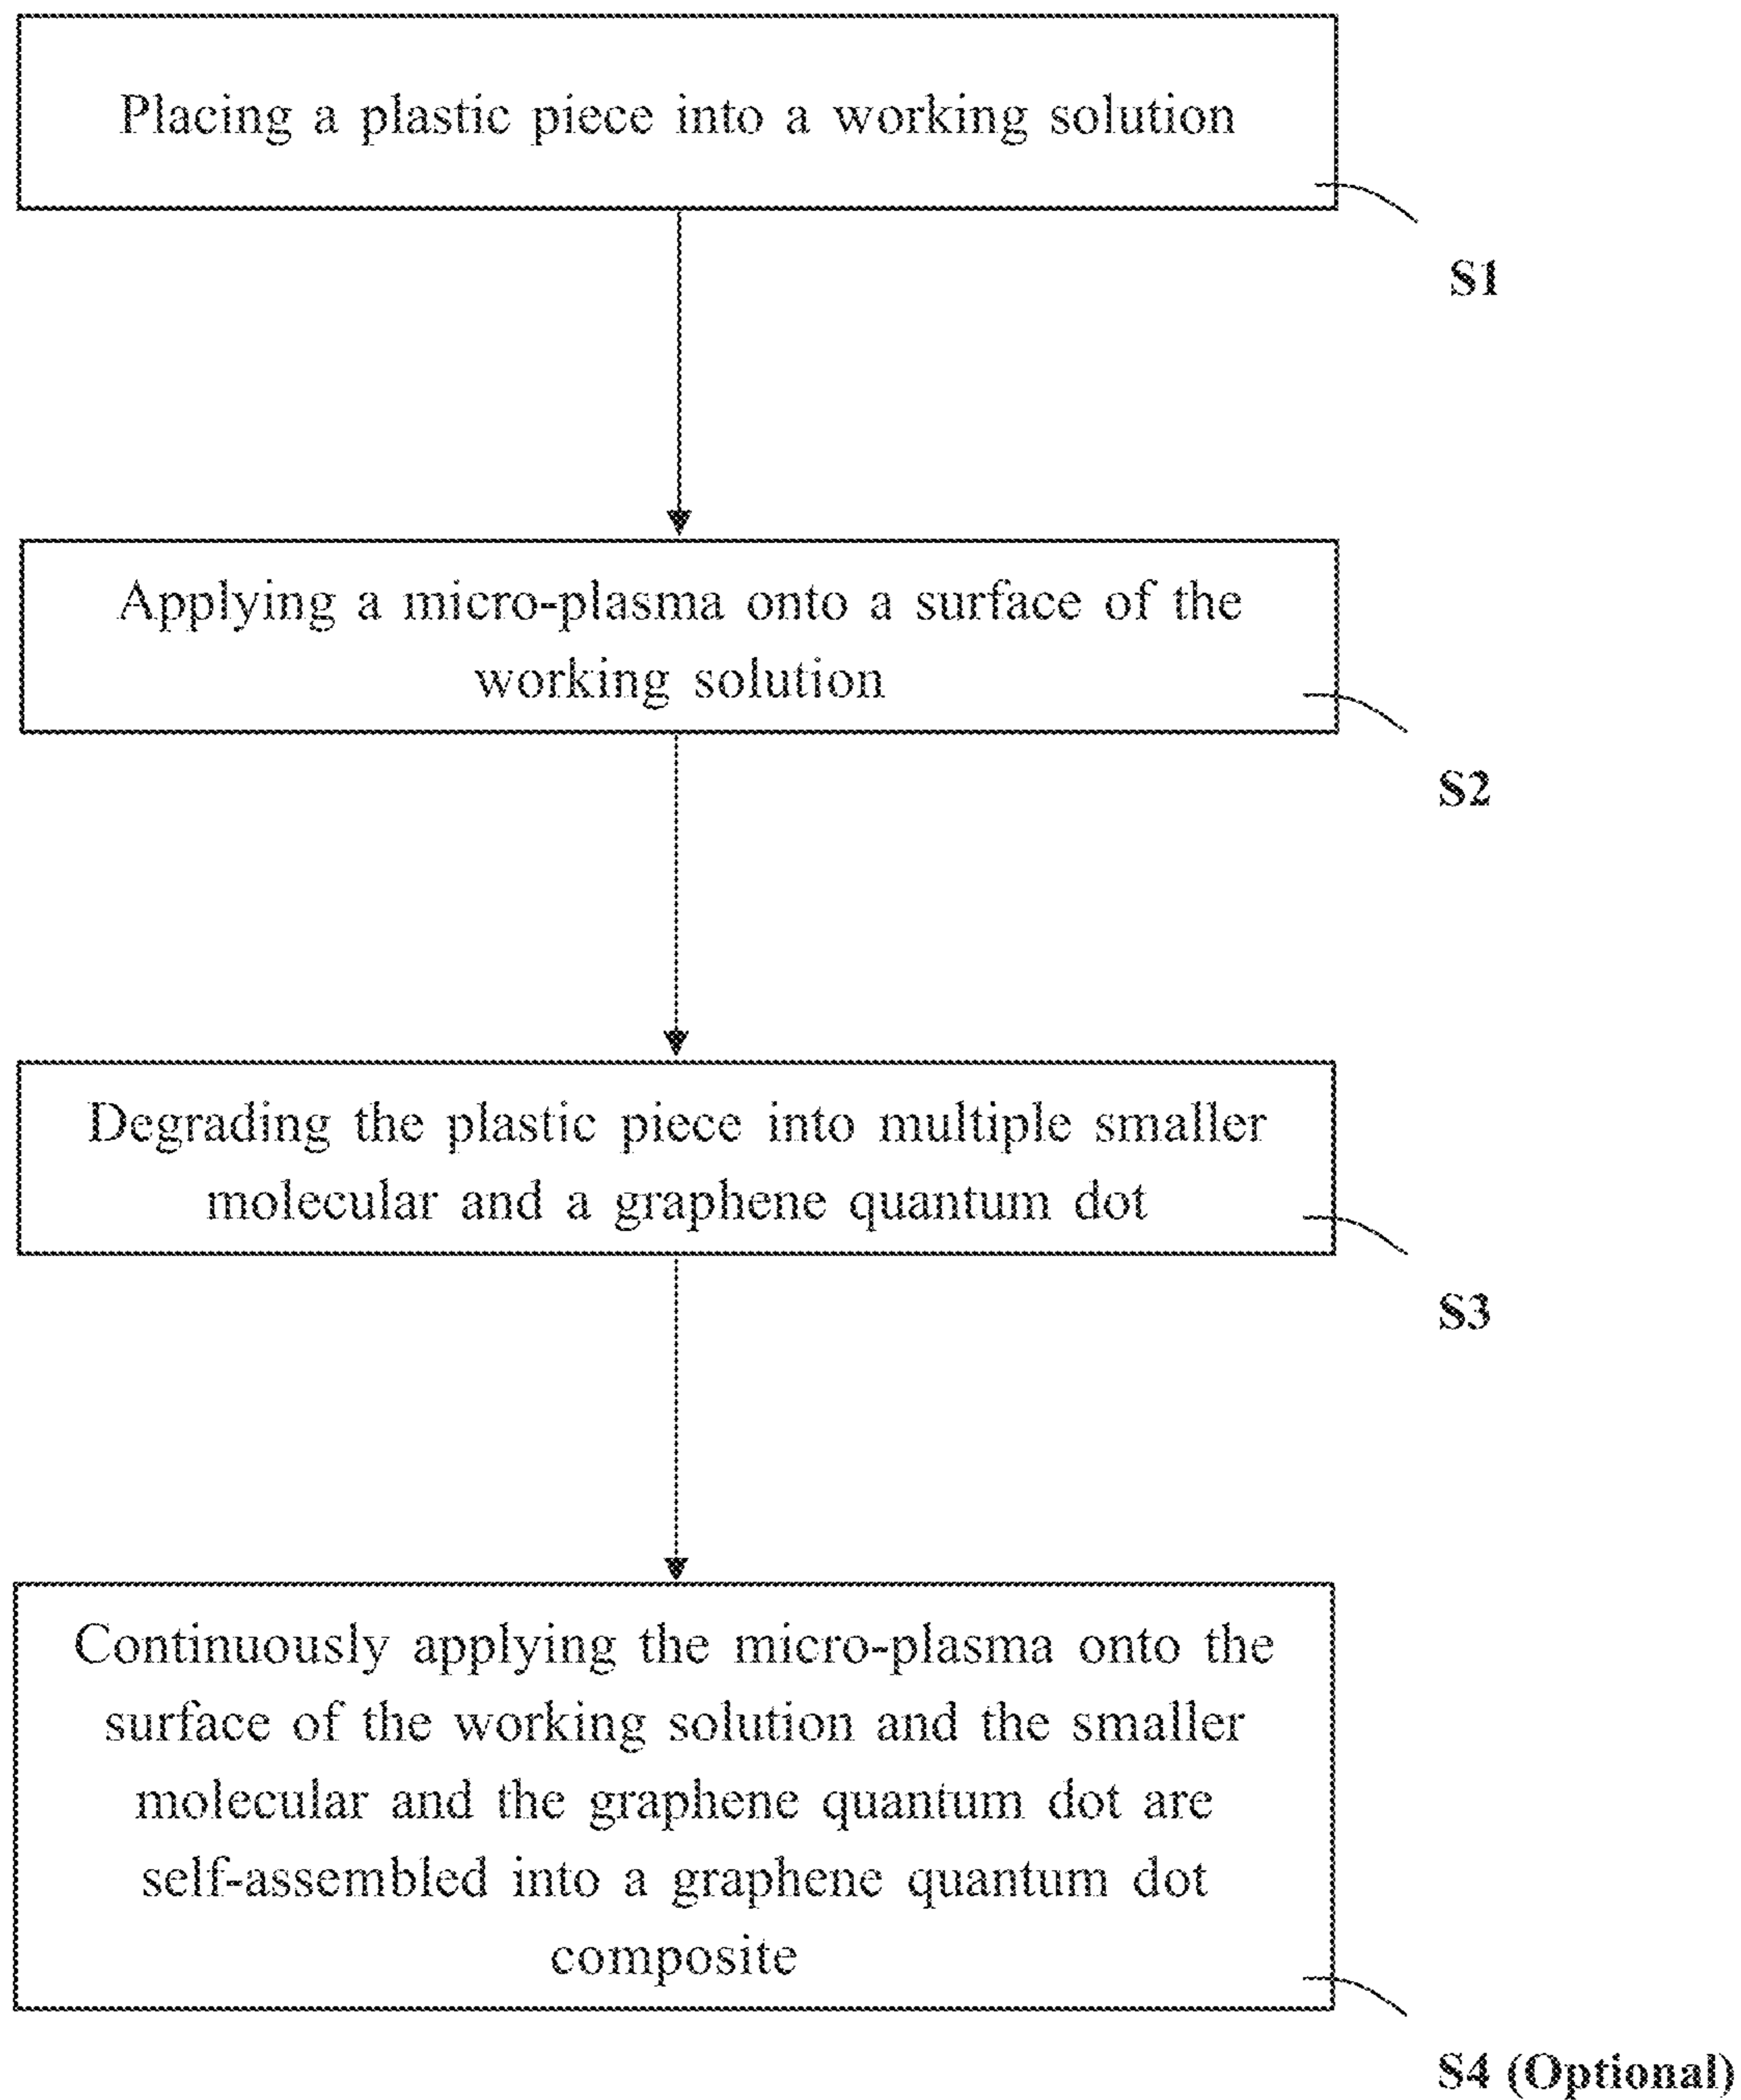 Placing a plastic piece into a working solution
S1
Applying a micro-plasma onto a surface of the
working solution
S2
Degrading the plastic piece into multiple smaller
molecular and a graphene quantum dot
S3
Continuously applying the micro-plasma onto the
surface of the working solution and the smaller
molecular and the graphene quantum dot are
self-assembled into a graphene quantum dot
composite
S4 (Optional)